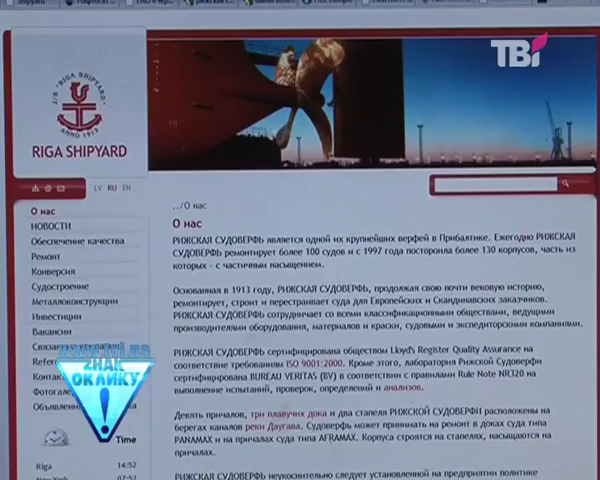 ТВі
J/S · RIGA SHIPYARD ·
ANNO 1913
RIGA SHIPYARD
LV RU EN
../О нас
О нас
НОВОСТИ
Обеспечение качества
Ремонт
Конверсия
Судостроение
Металлоконструкции
Инвестиции
Вакансии
www.tvi.ua
ЗНАК
ОКЛИКУ
!
Time
Riga 14:52
07:52
О нас
РИЖСКАЯ СУДОВЕРФЬ является одной их крупнейших верфей в Прибалтике. Ежегодно РИЖСКАЯ
СУДОВЕРФЬ ремонтирует более 100 судов и с 1997 года построила более 130 корпусов, часть из
которых - с частичным насыщением.
Основанная в 1913 году, РИЖСКАЯ СУДОВЕРФЬ, продолжая свою почти вековую историю,
ремонтирует, строит и перестраивает суда для Европейских и Скандинавских заказчиков.
РИЖСКАЯ СУДОВЕРФЬ сотрудничает со всеми классификационными обществами, ведущими
производителями оборудования, материалов и краски, судовыми и экспедиторскими компаниями.
РИЖСКАЯ СУДОВЕРФЬ сертифицирована обществом Lloyd's Register Quality Assurance на
соответствие требованиям ISO 9001:2000. Кроме этого, лаборатория Рижской Судоверфи
сертифицирована BUREAU VERITAS (BV) в соответствии с правилами Rule Note NR320 на
выполнение испытаний, проверок, определений и анализов.
Девять причалов, три плавучих дока и два стапеля РИЖСКОЙ СУДОВЕРФИ расположены на
берегах каналов реки Даугава. Судоверфь может принимать на ремонт в доках суда типа
PANAMAX и на причалах суда типа AFRAMAX. Корпуса строятся на стапелях, насыщаются на
причалах.
РИЖСКАЯ СУДОВЕРФЬ неукоснительно следует установленной на предприятии политике